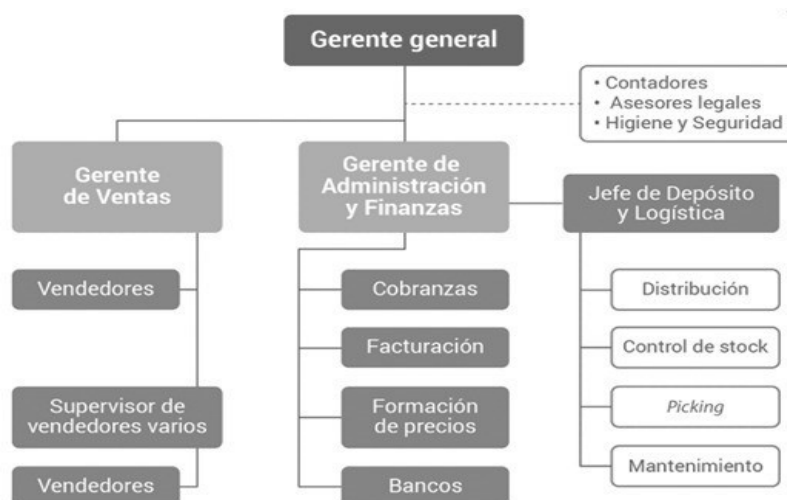 Gerente general
• Contadores
• Asesores legales
• Higiene y Seguridad
Gerente
de Ventas
Gerente de
Administración
y Finanzas
Jefe de Depósito
y Logística
Vendedores
Supervisor de
vendedores varios
Vendedores
Cobranzas
Facturación
Formación
de precios
Bancos
Distribución
Control de stock
Picking
Mantenimiento